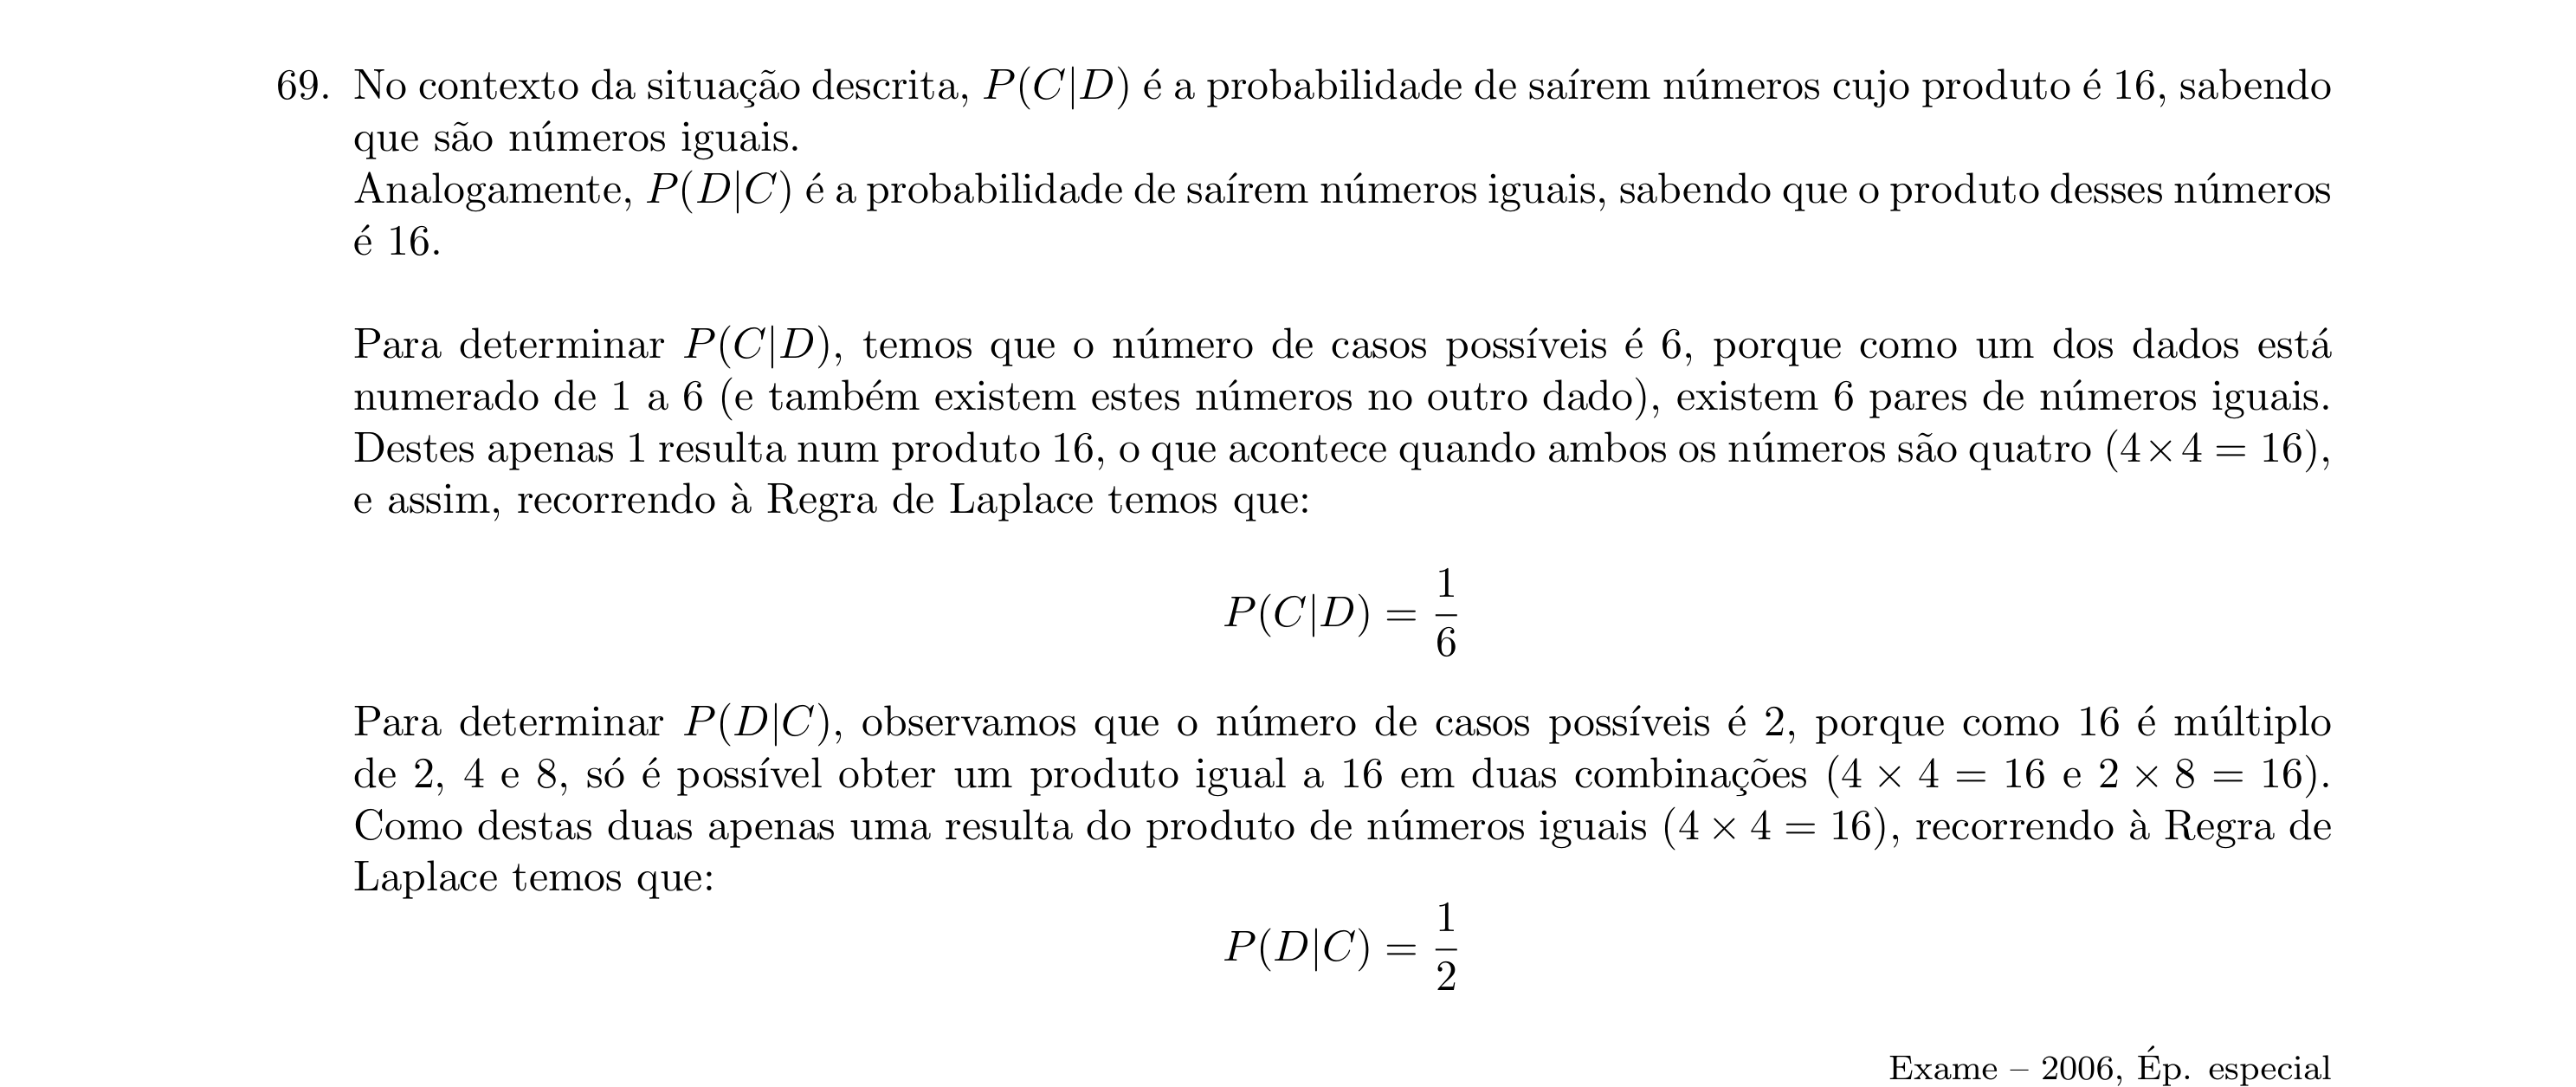 69. No contexto da situação descrita, P(C|D) é a probabilidade de saírem números cujo produto é 16, sabendo
que são números iguais.
Analogamente, P(D|C) é a probabilidade de saírem números iguais, sabendo que o produto desses números
é 16.
Para determinar P(C|D), temos que o número de casos possíveis é 6, porque como um dos dados está
numerado de 1 a 6 (e também existem estes números no outro dado), existem 6 pares de números iguais.
Destes apenas 1 resulta num produto 16, o que acontece quando ambos os números são quatro (4×4 = 16),
e assim, recorrendo à Regra de Laplace temos que:
P(C|D) = 1/6
Para determinar P(D|C), observamos que o número de casos possíveis é 2, porque como 16 é múltiplo
de 2, 4 e 8, só é possível obter um produto igual a 16 em duas combinações (4 × 4 = 16 e 2 × 8 = 16).
Como destas duas apenas uma resulta do produto de números iguais (4 × 4 = 16), recorrendo à Regra de
Laplace temos que:
P(D|C) = 1/2
Exame – 2006, Ép. especial